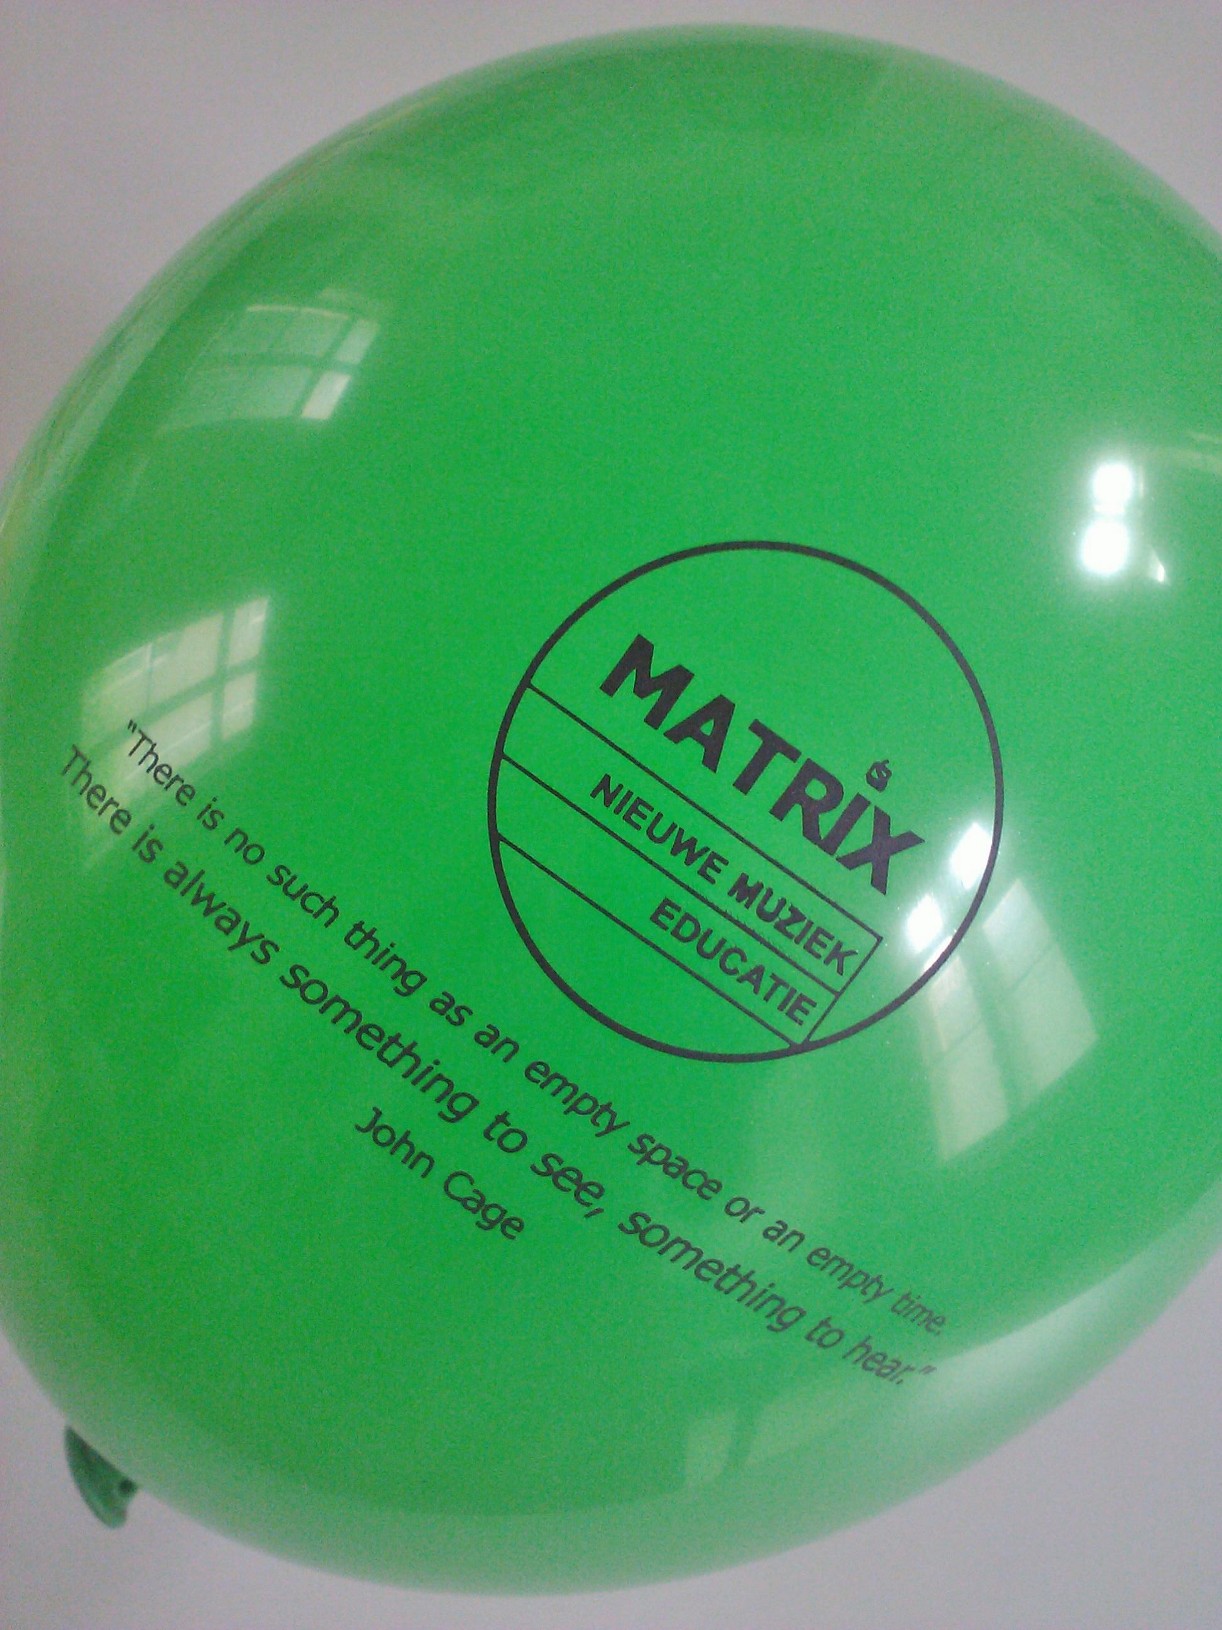 MATRIX
NIEUWE MUZIEK
EDUCATIE
"There is no such thing as an empty space or an empty time.
There is always something to see, something to hear."
John Cage